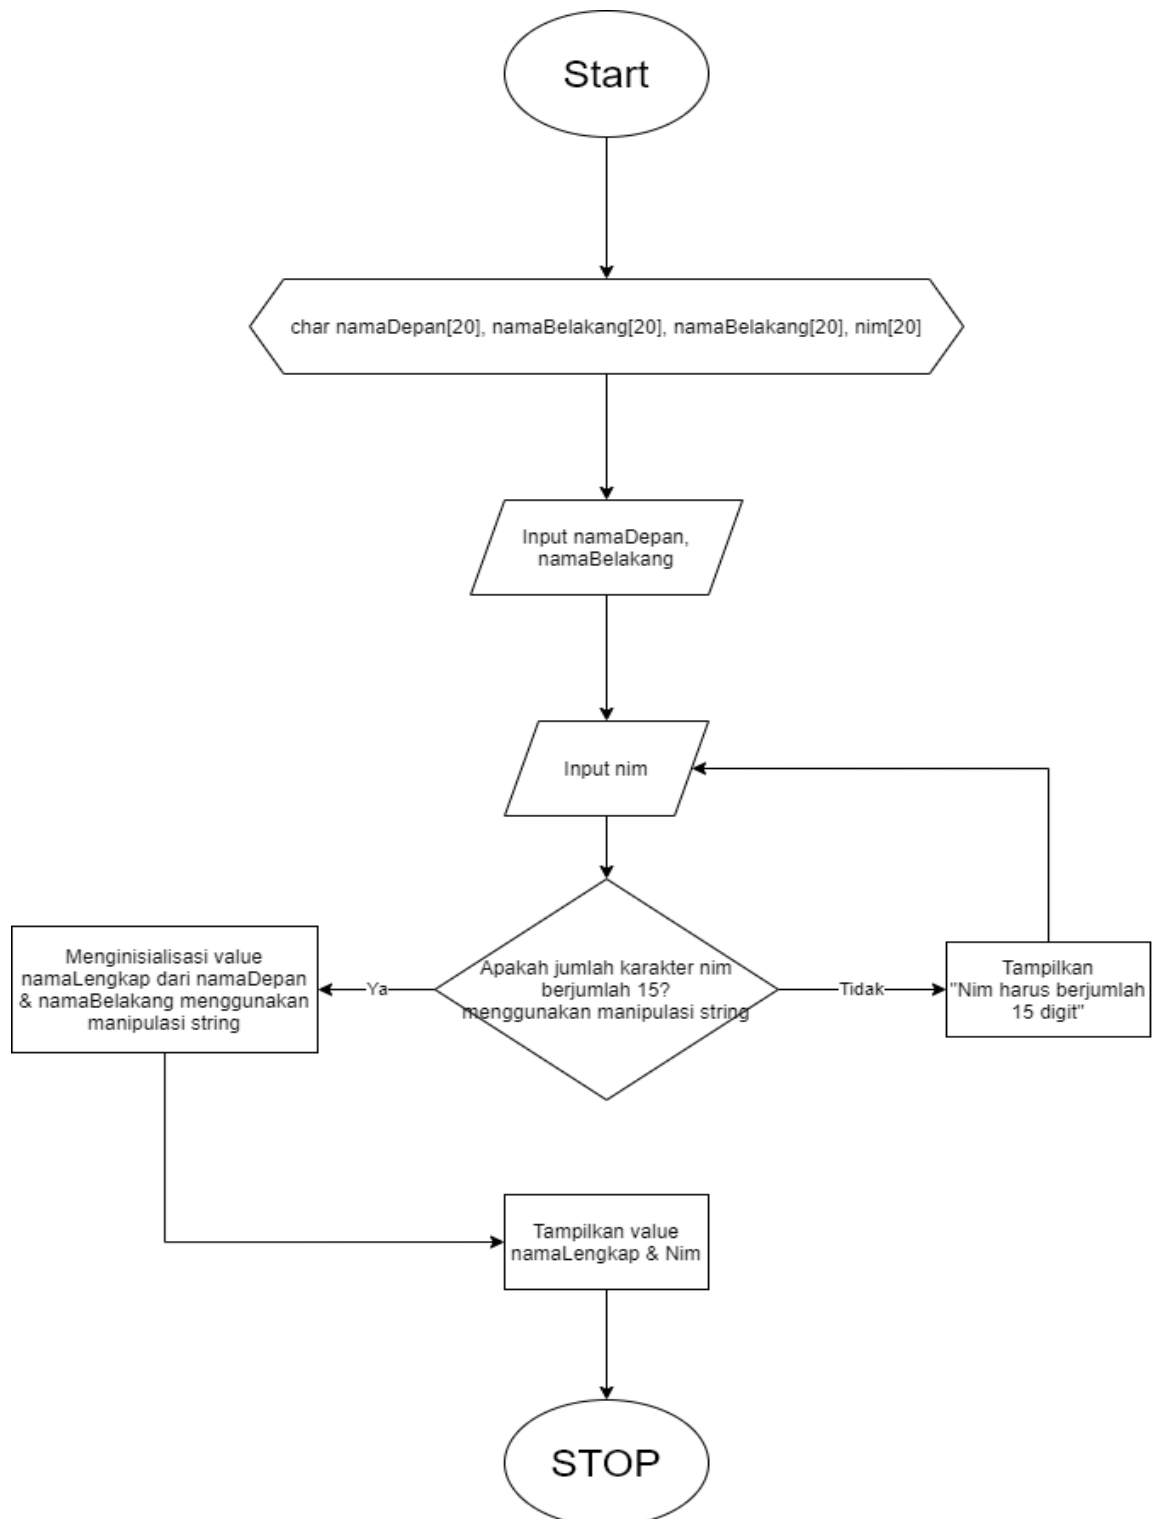 Start
char namaDepan[20], namaBelakang[20], namaBelakang[20], nim[20]
Input namaDepan,
namaBelakang
Input nim
Apakah jumlah karakter nim
berjumlah 15?
menggunakan manipulasi string
Ya
Tidak
Menginisialisasi value
namaLengkap dari namaDepan
& namaBelakang menggunakan
manipulasi string
Tampilkan
"Nim harus berjumlah
15 digit"
Tampilkan value
namaLengkap & Nim
STOP